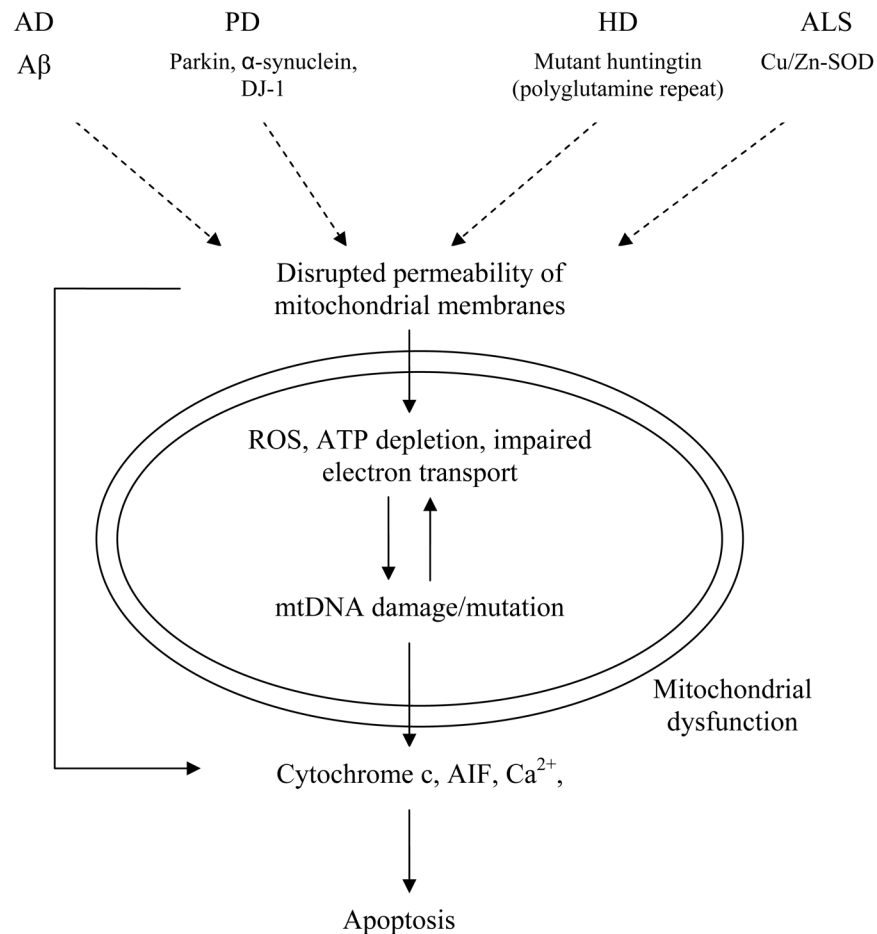 AD PD HD ALS
Aβ Parkin, α-synuclein, Mutant huntingtin Cu/Zn-SOD
DJ-1 (polyglutamine repeat)
Disrupted permeability of
mitochondrial membranes
ROS, ATP depletion, impaired
electron transport
mtDNA damage/mutation
Mitochondrial
dysfunction
Cytochrome c, AIF, Ca²⁺,
Apoptosis